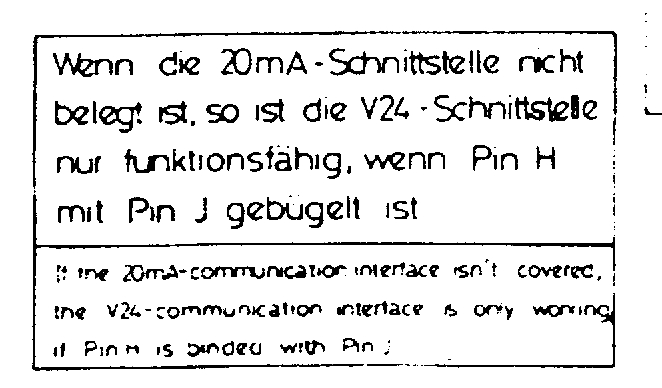 Wenn die 20mA-Schnittstelle nicht
belegt ist, so ist die V24-Schnittstelle
nur funktionsfähig, wenn Pin H
mit Pin J gebügelt ist
If the 20mA-communication interface isn't covered,
the V24-communication interface is only working
if Pin H is binded with Pin J